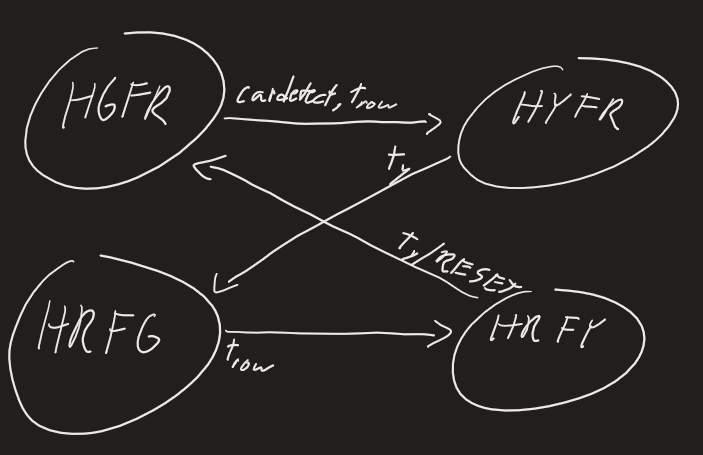 HGFR
cardetect, trow
HYFR
ty
ty/RESET
HRFG
trow
HRFY